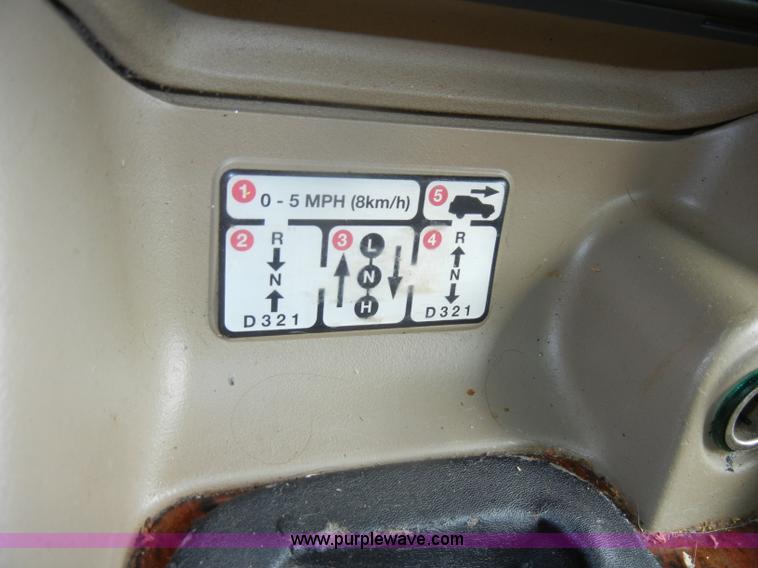 1 0 - 5 MPH (8km/h) 5
2 R 3 L 4 R
N N N
D 3 2 1 H D 3 2 1
www.purplewave.com